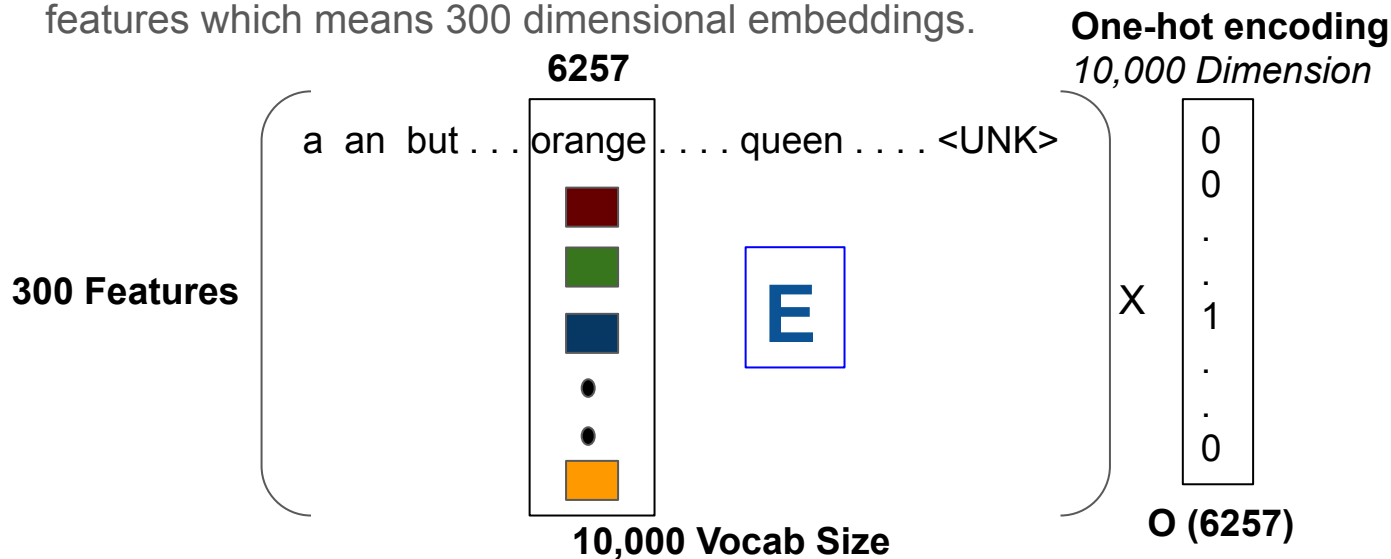 features which means 300 dimensional embeddings.
One-hot encoding
10,000 Dimension
6257
a an but . . . orange . . . . queen . . . . <UNK>
300 Features
E
X
0
0
.
.
1
.
.
0
10,000 Vocab Size
O (6257)